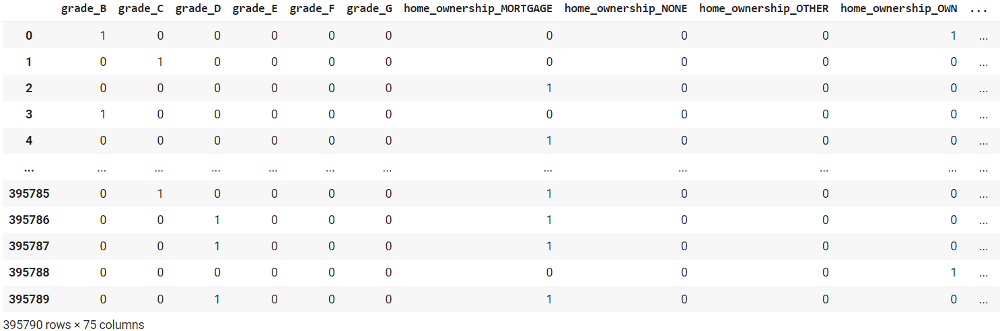 grade_B grade_C grade_D grade_E grade_F grade_G home_ownership_MORTGAGE home_ownership_NONE home_ownership_OTHER home_ownership_OWN ...
0 1 0 0 0 0 0 0 0 0 1 ...
1 0 1 0 0 0 0 0 0 0 0 ...
2 0 0 0 0 0 0 1 0 0 0 ...
3 1 0 0 0 0 0 0 0 0 0 ...
4 0 0 0 0 0 0 1 0 0 0 ...
... ... ... ... ... ... ... ... ... ... ... ...
395785 0 1 0 0 0 0 1 0 0 0 ...
395786 0 0 1 0 0 0 1 0 0 0 ...
395787 0 0 1 0 0 0 1 0 0 0 ...
395788 0 0 0 0 0 0 0 0 0 1 ...
395789 0 0 1 0 0 0 1 0 0 0 ...
395790 rows × 75 columns